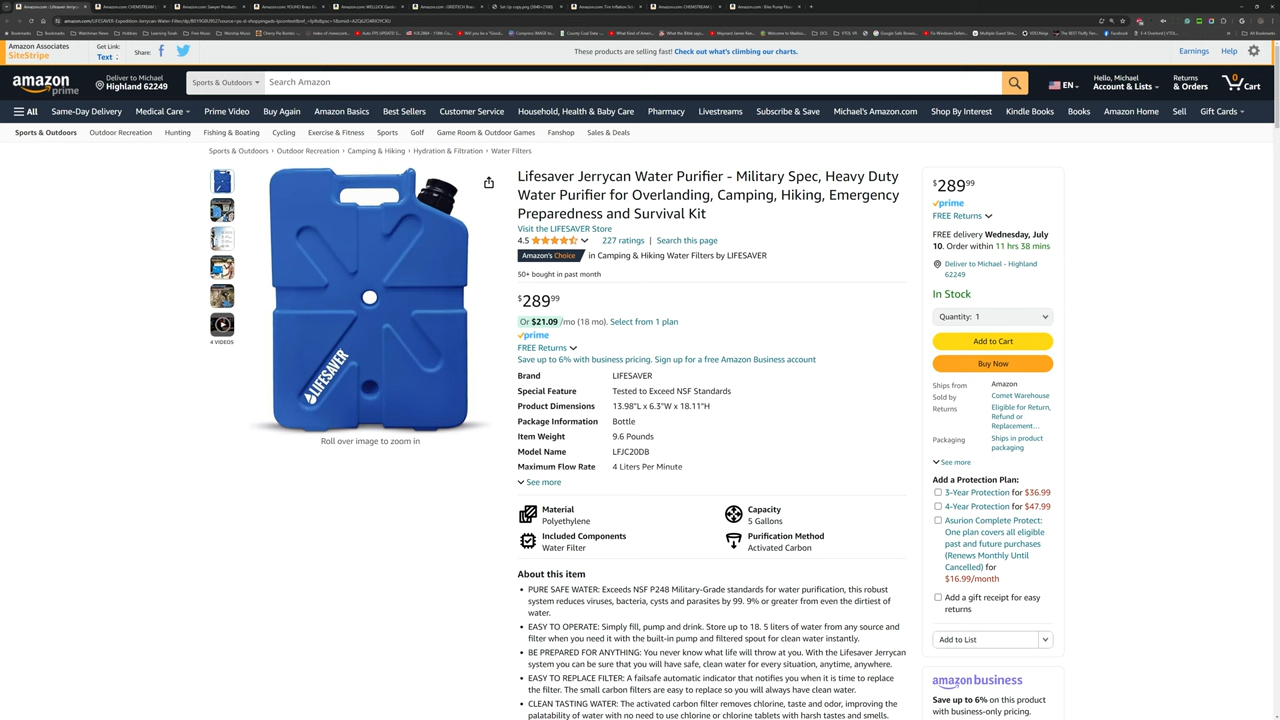 Lifesaver Jerryc
Amazon.com: CHEMSTREAM
amazon.com/LIFESAVER-Expedition-Jerrycan-Water-Filter/dp/
Bookmarks
All Bookmarks
Amazon Associates
SiteStripe
Get Link:
Text
Share:
These products are selling fast! Check out what's climbing our charts.
Earnings
Help
amazon
prime
Deliver to Michael
Highland 62249
Sports & Outdoors
Search Amazon
EN
Hello, Michael
Account & Lists
Returns
& Orders
0
Cart
All
Same-Day Delivery
Medical Care
Prime Video
Buy Again
Amazon Basics
Best Sellers
Customer Service
Household, Health & Baby Care
Pharmacy
Livestreams
Subscribe & Save
Michael's Amazon.com
Shop By Interest
Kindle Books
Books
Amazon Home
Sell
Gift Cards
Sports & Outdoors
Outdoor Recreation
Hunting
Fishing & Boating
Cycling
Exercise & Fitness
Sports
Golf
Game Room & Outdoor Games
Fanshop
Sales & Deals
Sports & Outdoors › Outdoor Recreation › Camping & Hiking › Hydration & Filtration › Water Filters
4 VIDEOS
LIFESAVER
Roll over image to zoom in
Lifesaver Jerrycan Water Purifier - Military Spec, Heavy Duty
Water Purifier for Overlanding, Camping, Hiking, Emergency
Preparedness and Survival Kit
Visit the LIFESAVER Store
4.5
227 ratings | Search this page
Amazon's Choice in Camping & Hiking Water Filters by LIFESAVER
50+ bought in past month
$289 99
Or $21.09 /mo (18 mo). Select from 1 plan
prime
FREE Returns
Save up to 6% with business pricing. Sign up for a free Amazon Business account
Brand LIFESAVER
Special Feature Tested to Exceed NSF Standards
Product Dimensions 13.98"L x 6.3"W x 18.11"H
Package Information Bottle
Item Weight 9.6 Pounds
Model Name LFJC20DB
Maximum Flow Rate 4 Liters Per Minute
See more
Material
Polyethylene
Capacity
5 Gallons
Included Components
Water Filter
Purification Method
Activated Carbon
About this item
• PURE SAFE WATER: Exceeds NSF P248 Military-Grade standards for water purification, this robust
system reduces viruses, bacteria, cysts and parasites by 99. 9% or greater from even the dirtiest of
water.
• EASY TO OPERATE: Simply fill, pump and drink. Store up to 18. 5 liters of water from any source and
filter when you need it with the built-in pump and filtered spout for clean water instantly.
• BE PREPARED FOR ANYTHING: You never know what life will throw at you. With the Lifesaver Jerrycan
system you can be sure that you will have safe, clean water for every situation, anytime, anywhere.
• EASY TO REPLACE FILTER: A failsafe automatic indicator that notifies you when it is time to replace
the filter. The small carbon filters are easy to replace so you will always have clean water.
• CLEAN TASTING WATER: The activated carbon filter removes chlorine, taste and odor, improving the
palatability of water with no need to use chlorine or chlorine tablets with harsh tastes and smells.
$289 99
prime
FREE Returns
FREE delivery Wednesday, July
10. Order within 11 hrs 38 mins
Deliver to Michael - Highland
62249
In Stock
Quantity: 1
Add to Cart
Buy Now
Ships from Amazon
Sold by Comet Warehouse
Returns Eligible for Return,
Refund or
Replacement...
Packaging Ships in product
packaging
See more
Add a Protection Plan:
3-Year Protection for $36.99
4-Year Protection for $47.99
Asurion Complete Protect:
One plan covers all eligible
past and future purchases
(Renews Monthly Until
Cancelled) for
$16.99/month
Add a gift receipt for easy
returns
Add to List
amazon business
Save up to 6% on this product
with business-only pricing.